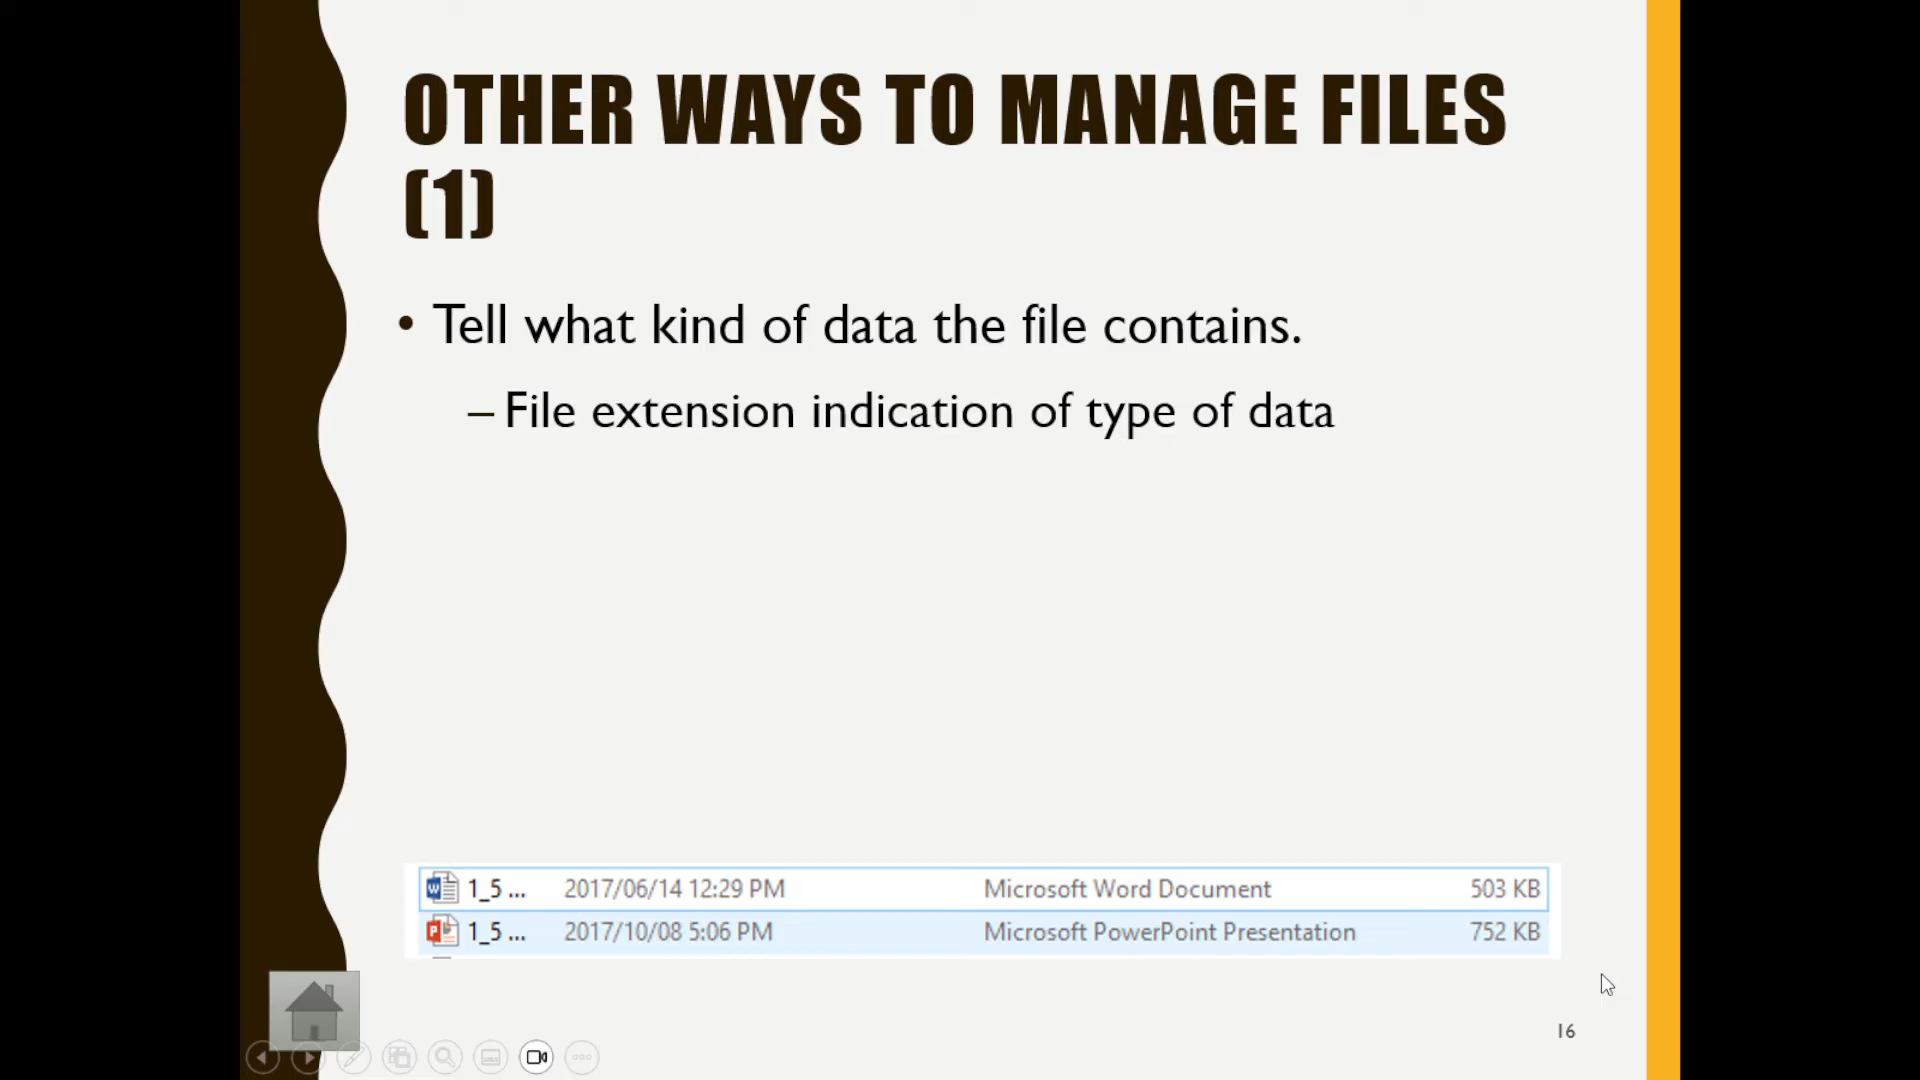 OTHER WAYS TO MANAGE FILES
(1)
• Tell what kind of data the file contains.
– File extension indication of type of data
1_5 ... 2017/06/14 12:29 PM Microsoft Word Document 503 KB
1_5 ... 2017/10/08 5:06 PM Microsoft PowerPoint Presentation 752 KB
16